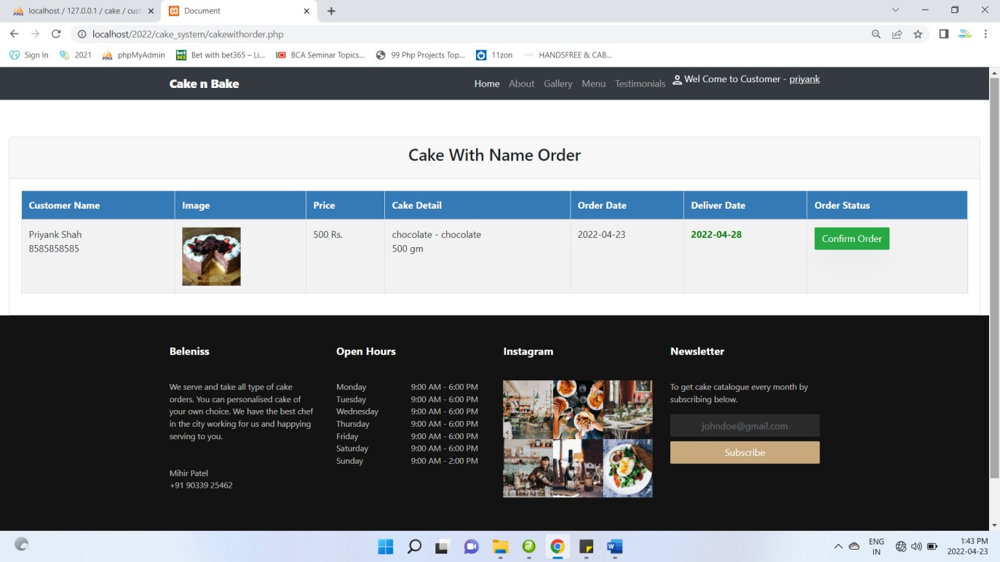 localhost / 127.0.0.1 / cake / cust
Document
localhost/2022/cake_system/cakewithorder.php
Sign In
2021
phpMyAdmin
bet365
Bet with bet365 – Li...
BCA Seminar Topics...
99 Php Projects Top...
11zon
HANDSFREE & CAB...
Cake n Bake
Home About Gallery Menu Testimonials Wel Come to Customer - priyank
Cake With Name Order
Customer Name Image Price Cake Detail Order Date Deliver Date Order Status
Priyank Shah 500 Rs. chocolate - chocolate 2022-04-23 2022-04-28 Confirm Order
8585858585 500 gm
Beleniss
We serve and take all type of cake
orders. You can personalised cake of
your own choice. We have the best chef
in the city working for us and happying
serving to you.
Mihir Patel
+91 90339 25462
Open Hours
Monday 9:00 AM - 6:00 PM
Tuesday 9:00 AM - 6:00 PM
Wednesday 9:00 AM - 6:00 PM
Thursday 9:00 AM - 6:00 PM
Friday 9:00 AM - 6:00 PM
Saturday 9:00 AM - 6:00 PM
Sunday 9:00 AM - 2:00 PM
Instagram
Newsletter
To get cake catalogue every month by
subscribing below.
johndoe@gmail.com
Subscribe
ENG
IN
1:43 PM
2022-04-23